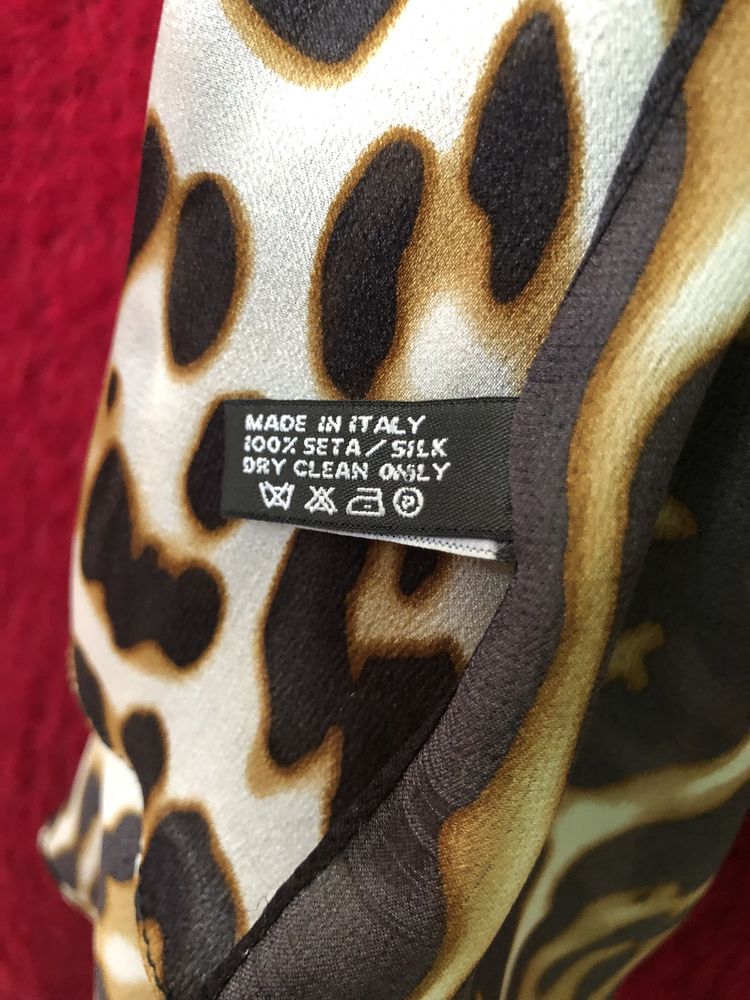 MADE IN ITALY
100% SETA / SILK
DRY CLEAN ONLY
P